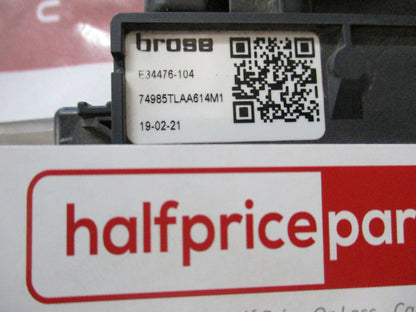 brose
E34476-104
74985TLAA614M1
19-02-21
halfpricepar